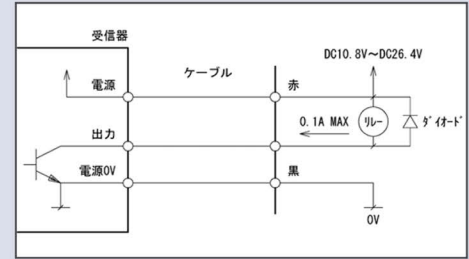 受信器
DC10.8V～DC26.4V
ケーブル
電源
赤
0.1A MAX
リレー
ダイオード
出力
電源0V
黒
0V